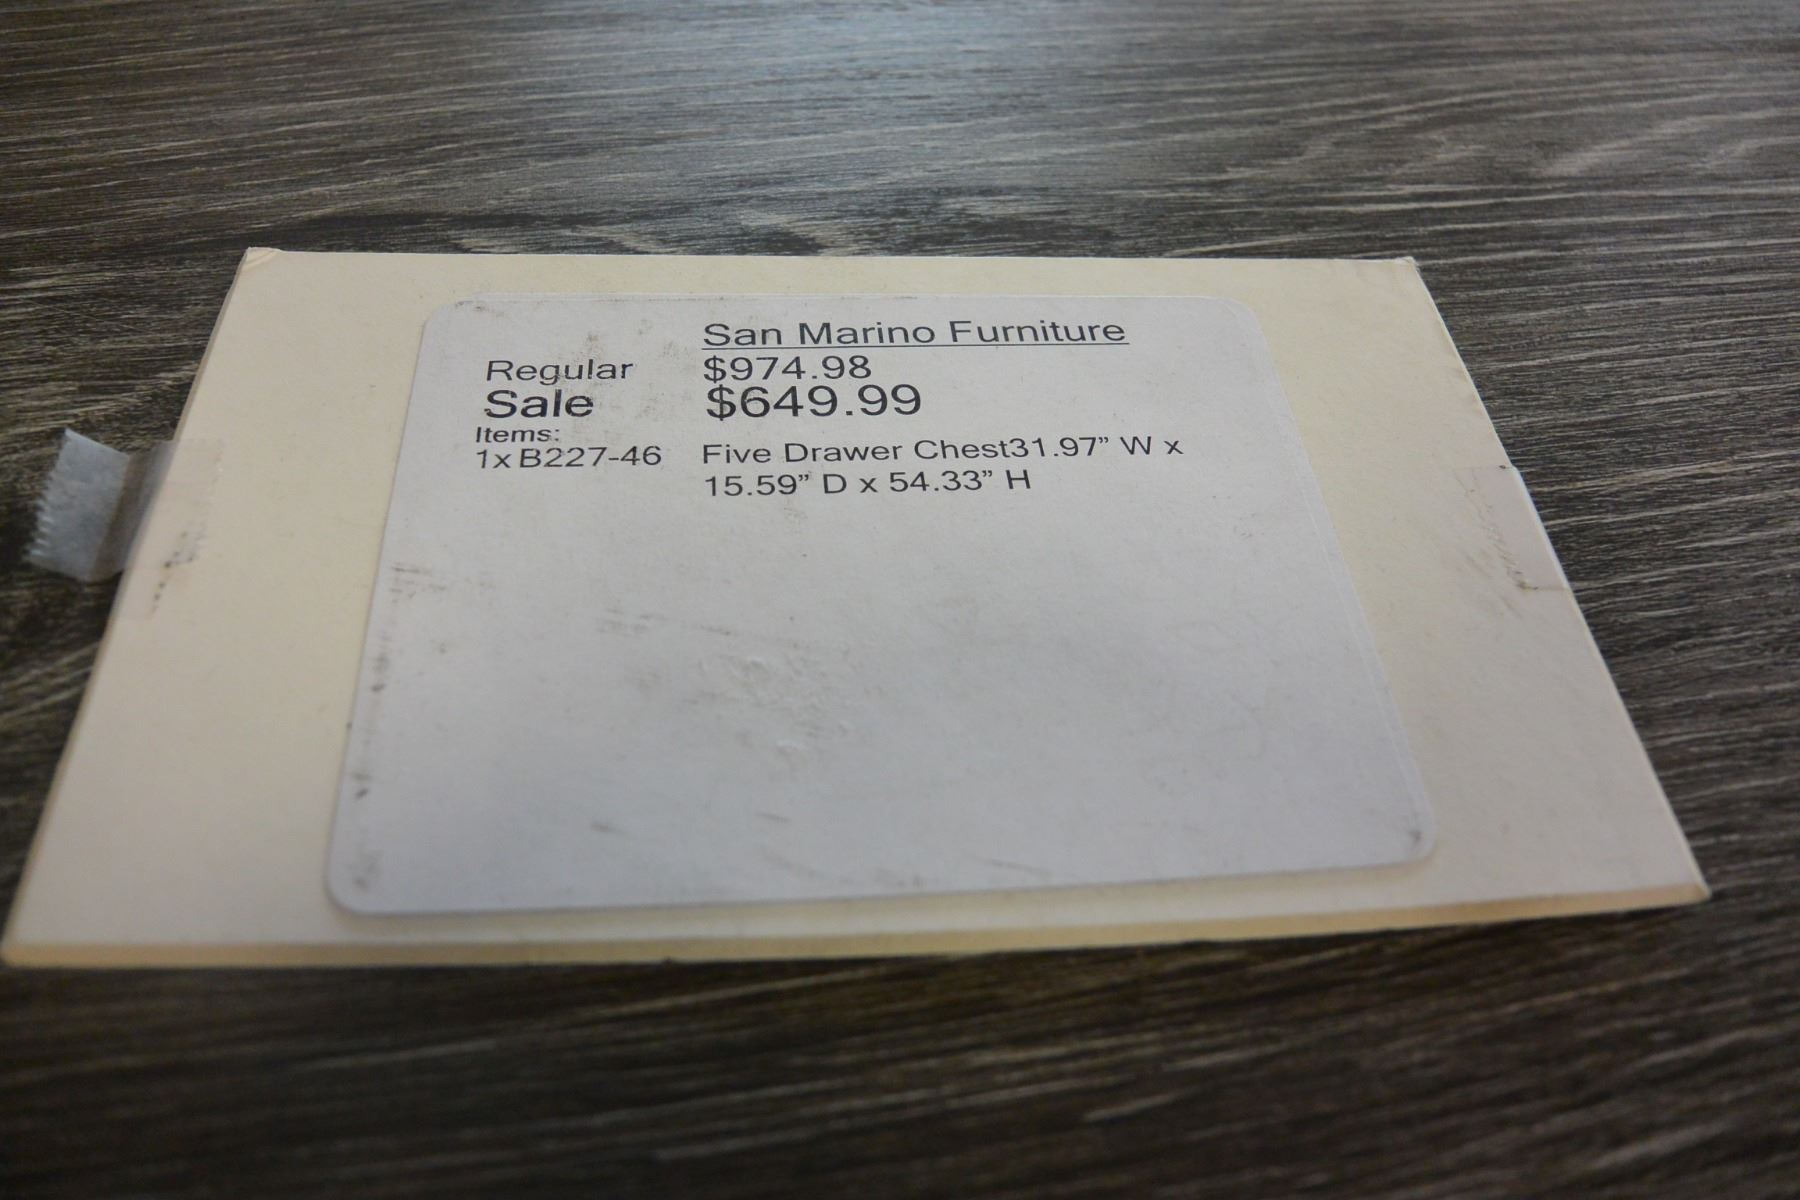 San Marino Furniture
Regular $974.98
Sale $649.99
Items:
1x B227-46 Five Drawer Chest31.97” W x
15.59” D x 54.33” H